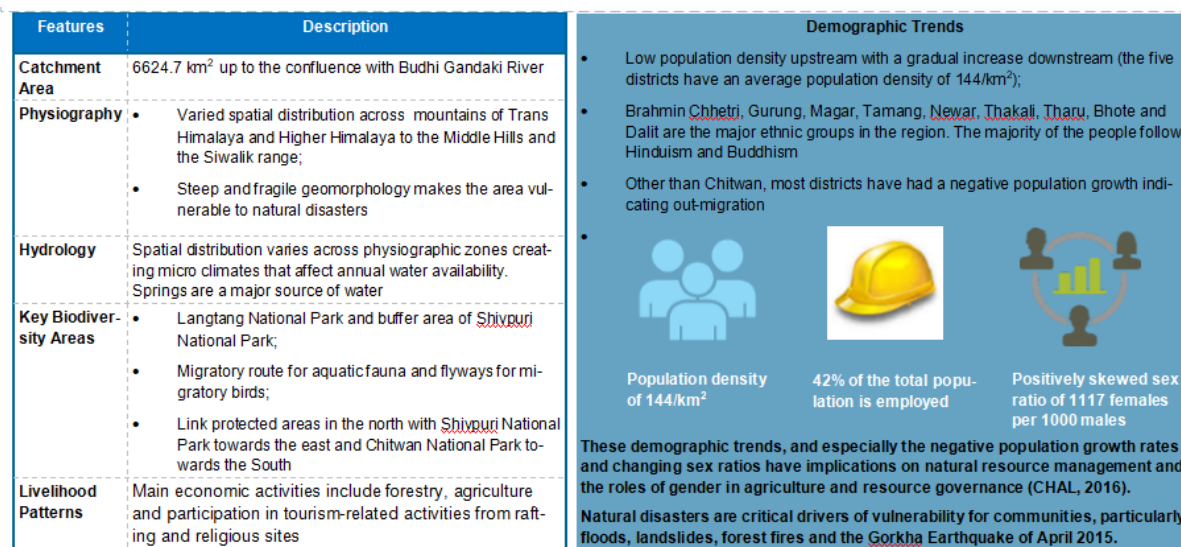 Features
Description
Catchment
Area
6624.7 km² up to the confluence with Budhi Gandaki River
Physiography
• Varied spatial distribution across mountains of Trans
Himalaya and Higher Himalaya to the Middle Hills and
the Siwalik range;
• Steep and fragile geomorphology makes the area vul-
nerable to natural disasters
Hydrology
Spatial distribution varies across physiographic zones creat-
ing micro climates that affect annual water availability.
Springs are a major source of water
Key Biodiver-
sity Areas
• Langtang National Park and buffer area of Shivpuri
National Park;
• Migratory route for aquatic fauna and flyways for mi-
gratory birds;
• Link protected areas in the north with Shivpuri National
Park towards the east and Chitwan National Park to-
wards the South
Livelihood
Patterns
Main economic activities include forestry, agriculture
and participation in tourism-related activities from raft-
ing and religious sites
Demographic Trends
• Low population density upstream with a gradual increase downstream (the five
districts have an average population density of 144/km²);
• Brahmin Chhetri, Gurung, Magar, Tamang, Newar, Thakali, Tharu, Bhote and
Dalit are the major ethnic groups in the region. The majority of the people follow
Hinduism and Buddhism
• Other than Chitwan, most districts have had a negative population growth indi-
cating out-migration
•
Population density
of 144/km²
42% of the total popu-
lation is employed
Positively skewed sex
ratio of 1117 females
per 1000 males
These demographic trends, and especially the negative population growth rates
and changing sex ratios have implications on natural resource management and
the roles of gender in agriculture and resource governance (CHAL, 2016).
Natural disasters are critical drivers of vulnerability for communities, particularly
floods, landslides, forest fires and the Gorkha Earthquake of April 2015.